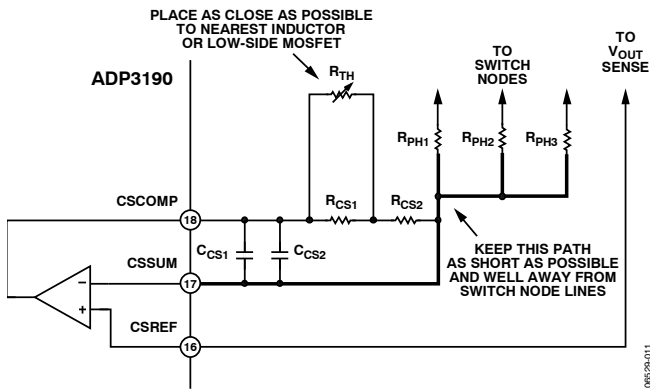 PLACE AS CLOSE AS POSSIBLE
TO NEAREST INDUCTOR
OR LOW-SIDE MOSFET
ADP3190
RTH
TO
SWITCH
NODES
TO
VOUT
SENSE
RPH1
RPH2
RPH3
CSCOMP
18
RCS1
RCS2
CCS1
CCS2
KEEP THIS PATH
AS SHORT AS POSSIBLE
AND WELL AWAY FROM
SWITCH NODE LINES
CSSUM
17
−
+
CSREF
16
06529-011